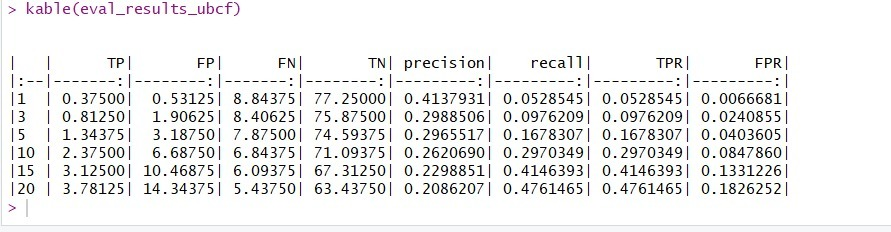 > kable(eval_results_ubcf)
|   |      TP|       FP|      FN|       TN| precision|    recall|       TPR|       FPR|
|:--|-------:|--------:|-------:|--------:|---------:|---------:|---------:|---------:|
|1  | 0.37500|  0.53125| 8.84375| 77.25000| 0.4137931| 0.0528545| 0.0528545| 0.0066681|
|3  | 0.81250|  1.90625| 8.40625| 75.87500| 0.2988506| 0.0976209| 0.0976209| 0.0240855|
|5  | 1.34375|  3.18750| 7.87500| 74.59375| 0.2965517| 0.1678307| 0.1678307| 0.0403605|
|10 | 2.37500|  6.68750| 6.84375| 71.09375| 0.2620690| 0.2970349| 0.2970349| 0.0847860|
|15 | 3.12500| 10.46875| 6.09375| 67.31250| 0.2298851| 0.4146393| 0.4146393| 0.1331226|
|20 | 3.78125| 14.34375| 5.43750| 63.43750| 0.2086207| 0.4761465| 0.4761465| 0.1826252|
>